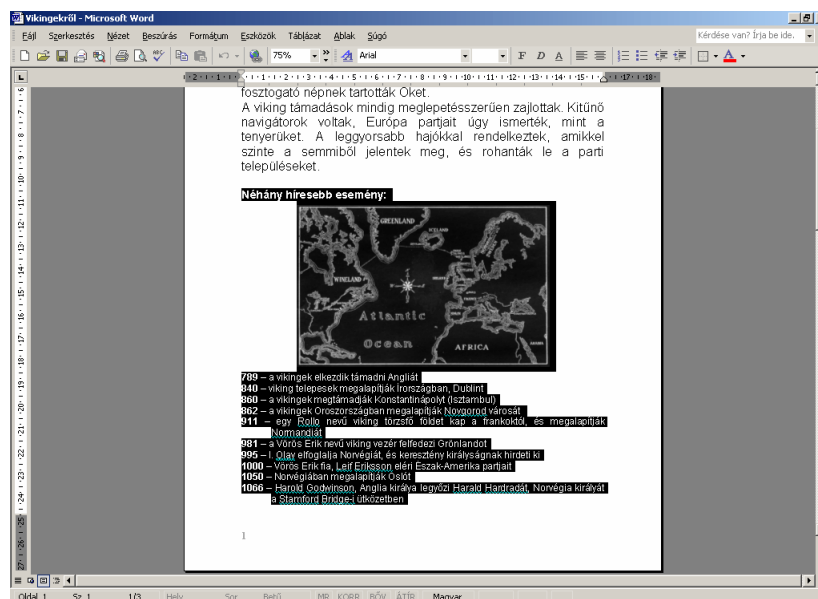 Vikingekről - Microsoft Word
Fájl Szerkesztés Nézet Beszúrás Formátum Eszközök Táblázat Ablak Súgó
Kérdése van? Írja be ide.
75% Arial F D A A
fosztogató népnek tartották Őket.
A viking támadások mindig meglepetésszerűen zajlottak. Kitűnő
navigátorok voltak, Európa partjait úgy ismerték, mint a
tenyerüket. A leggyorsabb hajókkal rendelkeztek, amikkel
szinte a semmiből jelentek meg, és rohanták le a parti
településeket.
Néhány híresebb esemény:
GREENLAND
ICELAND
WINELAND
Atlantic
Ocean
AFRICA
789 – a vikingek elkezdik támadni Angliát
840 – viking telepesek megalapítják Írországban, Dublint
860 – a vikingek megtámadják Konstantinápolyt (Isztambul)
862 – a vikingek Oroszországban megalapítják Novgorod városát
911 – egy Rollo nevű viking törzsfő földet kap a frankoktól, és megalapítják
Normandiát
981 – a Vörös Erik nevű viking vezér felfedezi Grönlandot
995 – I. Olav elfoglalja Norvégiát, és keresztény királyságnak hirdeti ki
1000 – Vörös Erik fia, Leif Eriksson eléri Észak-Amerika partjait
1050 – Norvégiában megalapítják Oslót
1066 – Harold Godwinson, Anglia királya legyőzi Harald Hardradát, Norvégia királyát
a Stamford Bridge-i ütközetben
1
Oldal 1 Sz 1 1/3 Hely Sor Betű MR KORR BŐV ÁTÍR Magyar